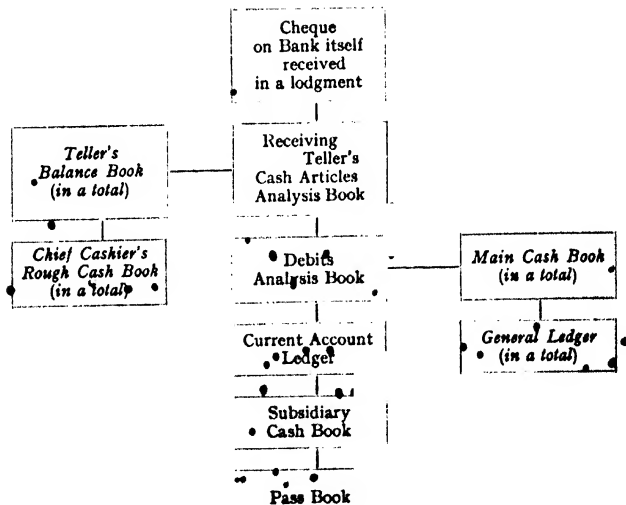 Cheque
on Bank itself
received
in a lodgment
Teller's
Balance Book
(in a total)
Receiving
Teller's
Cash Articles
Analysis Book
Chief Cashier's
Rough Cash Book
(in a total)
Debits
Analysis Book
Main Cash Book
(in a total)
Current Account
Ledger
General Ledger
(in a total)
Subsidiary
Cash Book
Pass Book